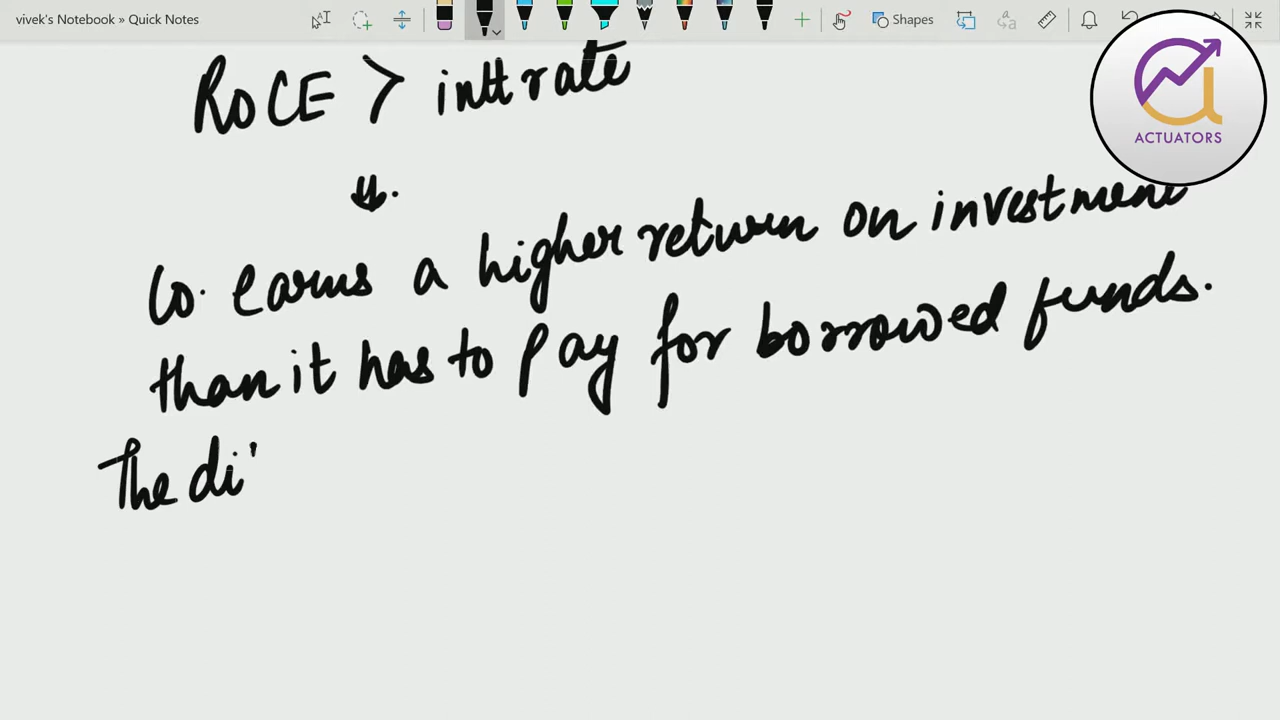 vivek's Notebook » Quick Notes
Shapes
ACTUATORS
ROCE > intt rate
Co. earns a higher return on investment
than it has to pay for borrowed funds.
The di